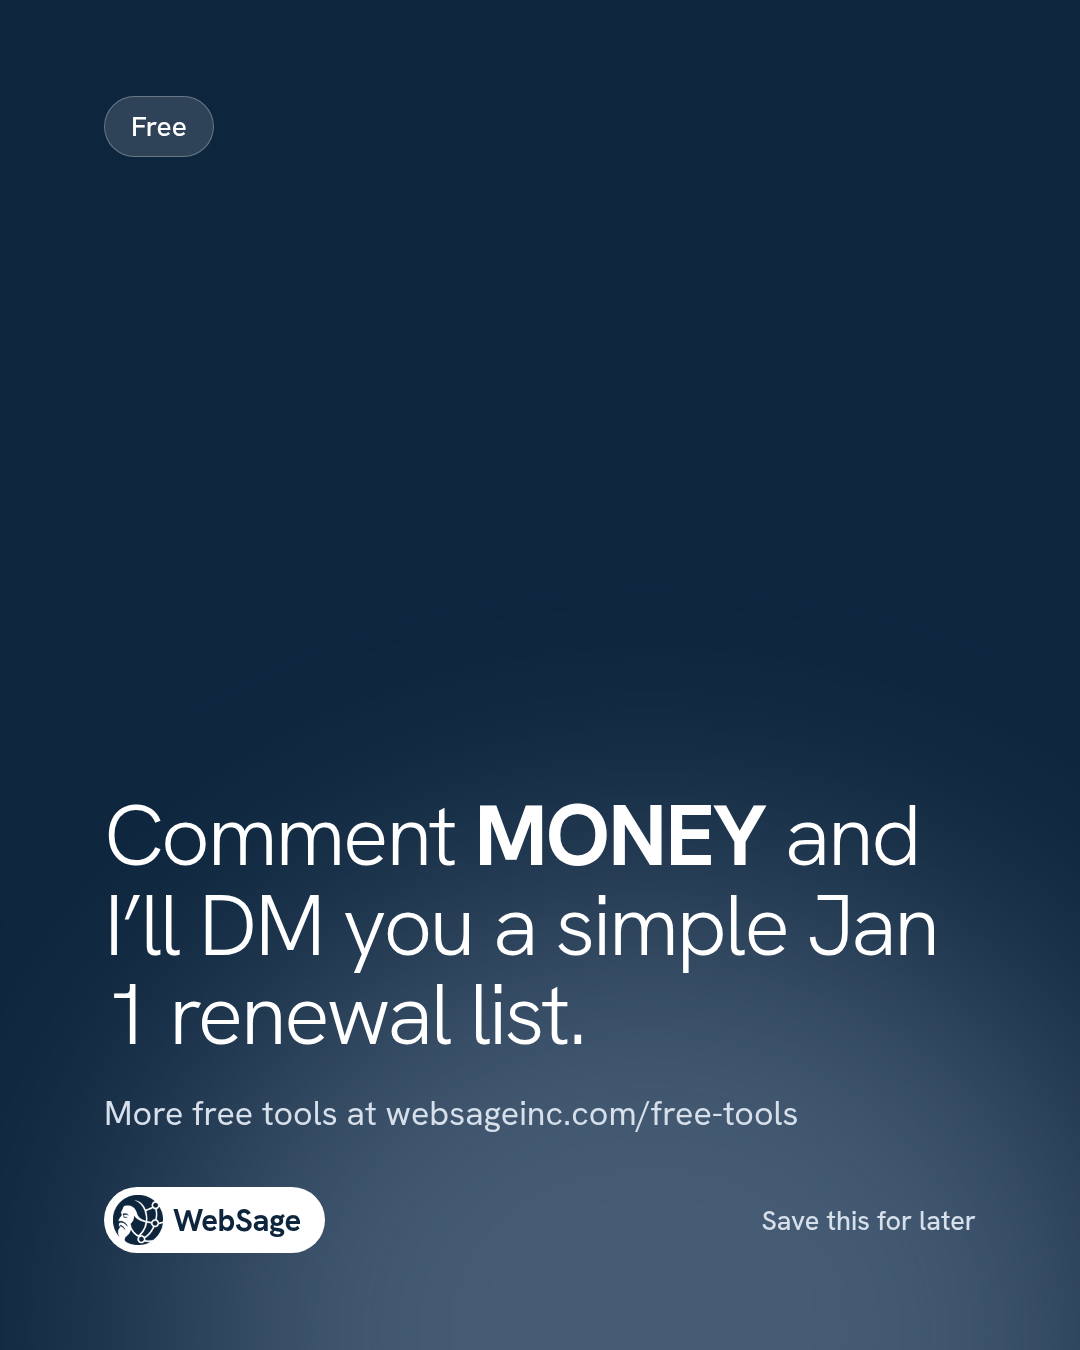 Free
Comment MONEY and
I’ll DM you a simple Jan
1 renewal list.
More free tools at websageinc.com/free-tools
WebSage
Save this for later